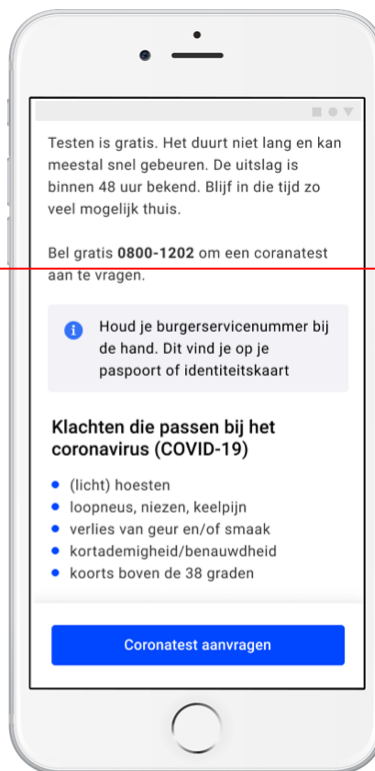 Testen is gratis. Het duurt niet lang en kan
meestal snel gebeuren. De uitslag is
binnen 48 uur bekend. Blijf in die tijd zo
veel mogelijk thuis.
Bel gratis 0800-1202 om een coranatest
aan te vragen.
Houd je burgerservicenummer bij
de hand. Dit vind je op je
paspoort of identiteitskaart
Klachten die passen bij het
coronavirus (COVID-19)
(licht) hoesten
loopneus, niezen, keelpijn
verlies van geur en/of smaak
kortademigheid/benauwdheid
koorts boven de 38 graden
Coronatest aanvragen